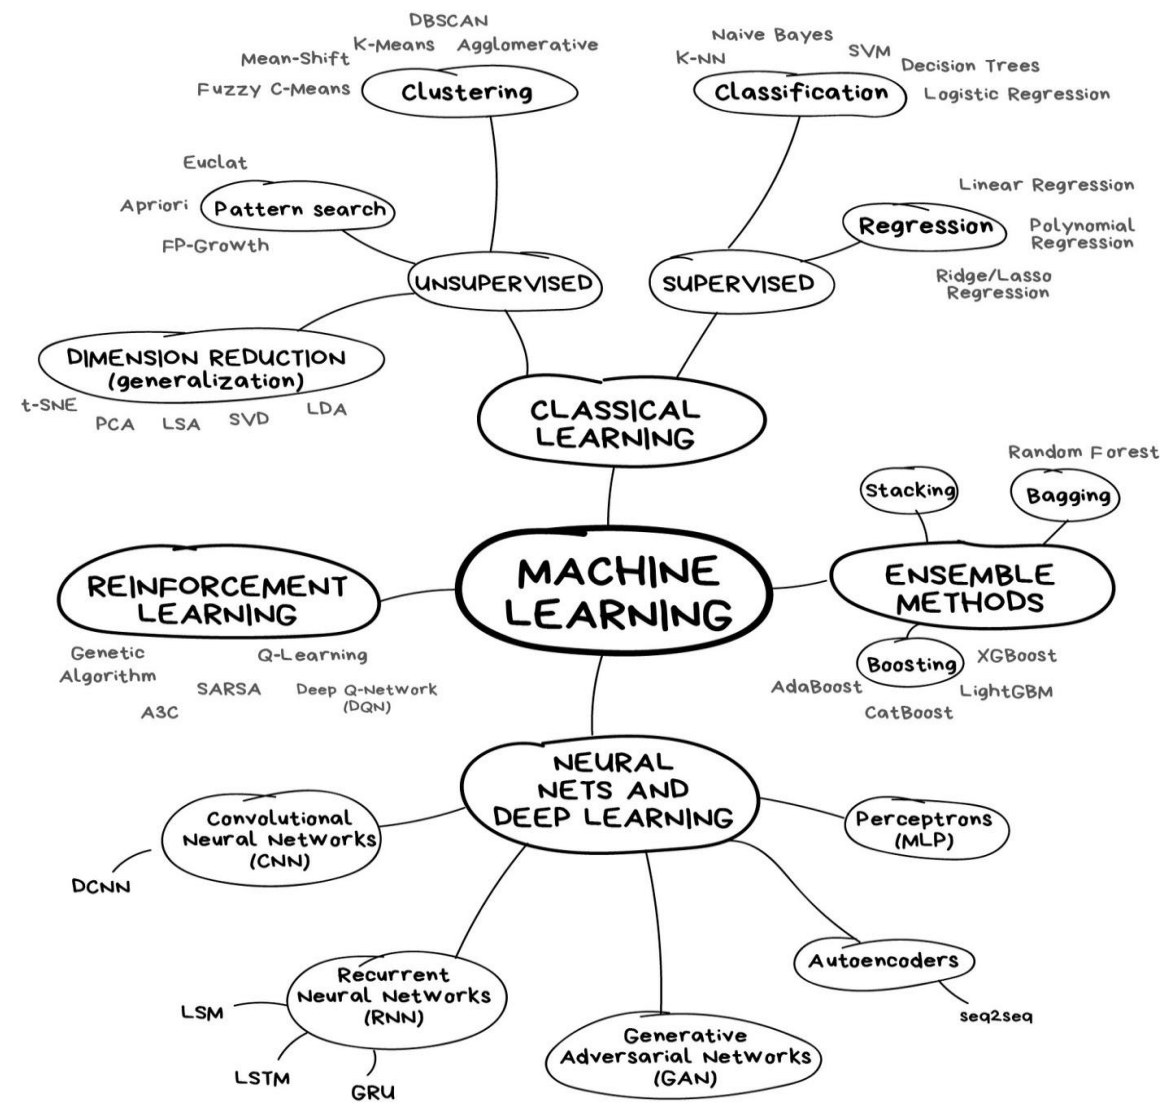 DBSCAN
K-Means
Agglomerative
Mean-Shift
Fuzzy C-Means
Clustering
Naive Bayes
K-NN
SVM
Decision Trees
Classification
Logistic Regression
Euclat
Apriori
Pattern search
FP-Growth
Linear Regression
Regression
Polynomial
Regression
Ridge/Lasso
Regression
UNSUPERVISED
SUPERVISED
DIMENSION REDUCTION
(generalization)
t-SNE
PCA
LSA
SVD
LDA
CLASSICAL
LEARNING
Random Forest
Stacking
Bagging
MACHINE
LEARNING
REINFORCEMENT
LEARNING
Genetic
Algorithm
Q-Learning
SARSA
Deep Q-Network
(DQN)
A3C
ENSEMBLE
METHODS
Boosting
XGBoost
AdaBoost
LightGBM
CatBoost
NEURAL
NETS AND
DEEP LEARNING
Convolutional
Neural Networks
(CNN)
DCNN
Perceptrons
(MLP)
Recurrent
Neural Networks
(RNN)
LSM
LSTM
GRU
Generative
Adversarial Networks
(GAN)
Autoencoders
seq2seq